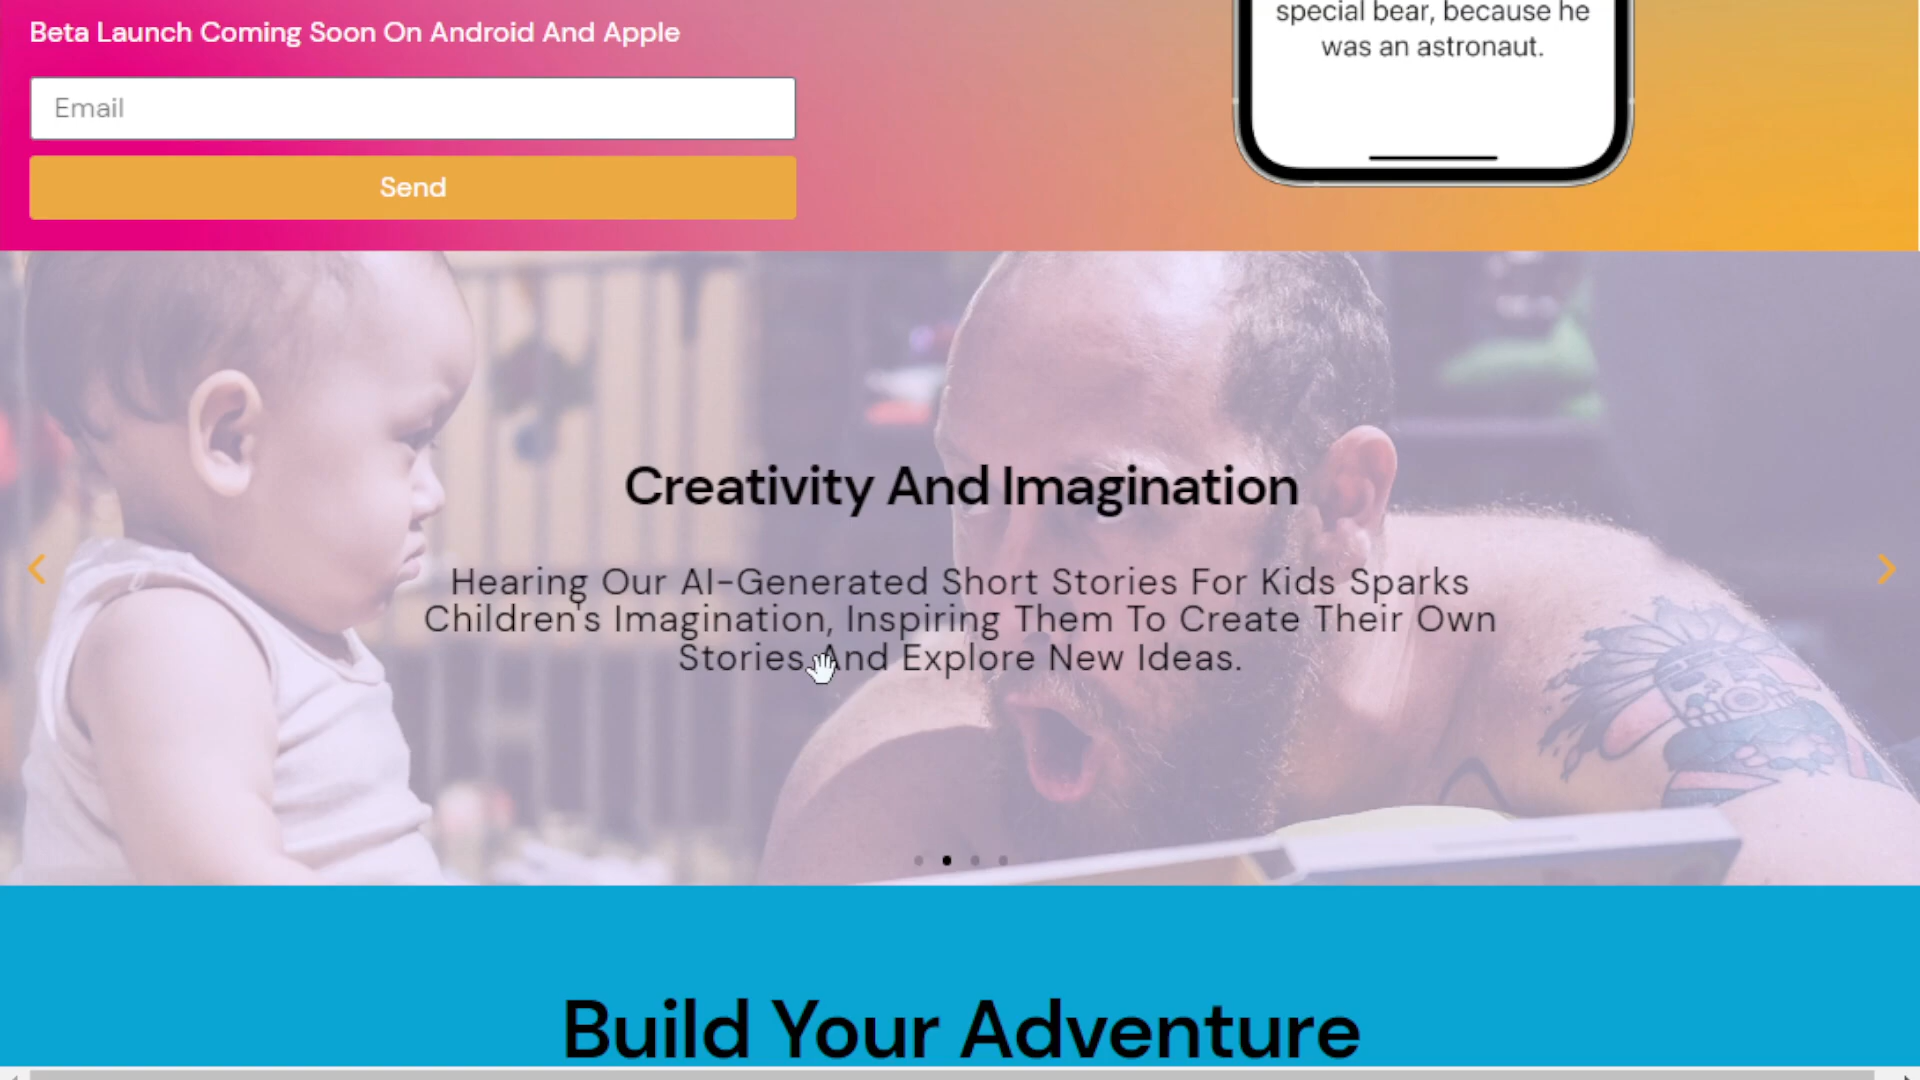 Beta Launch Coming Soon On Android And Apple
special bear, because he
was an astronaut.
Email
Send
Creativity And Imagination
Hearing Our AI-Generated Short Stories For Kids Sparks
Children's Imagination, Inspiring Them To Create Their Own
Stories And Explore New Ideas.
Build Your Adventure